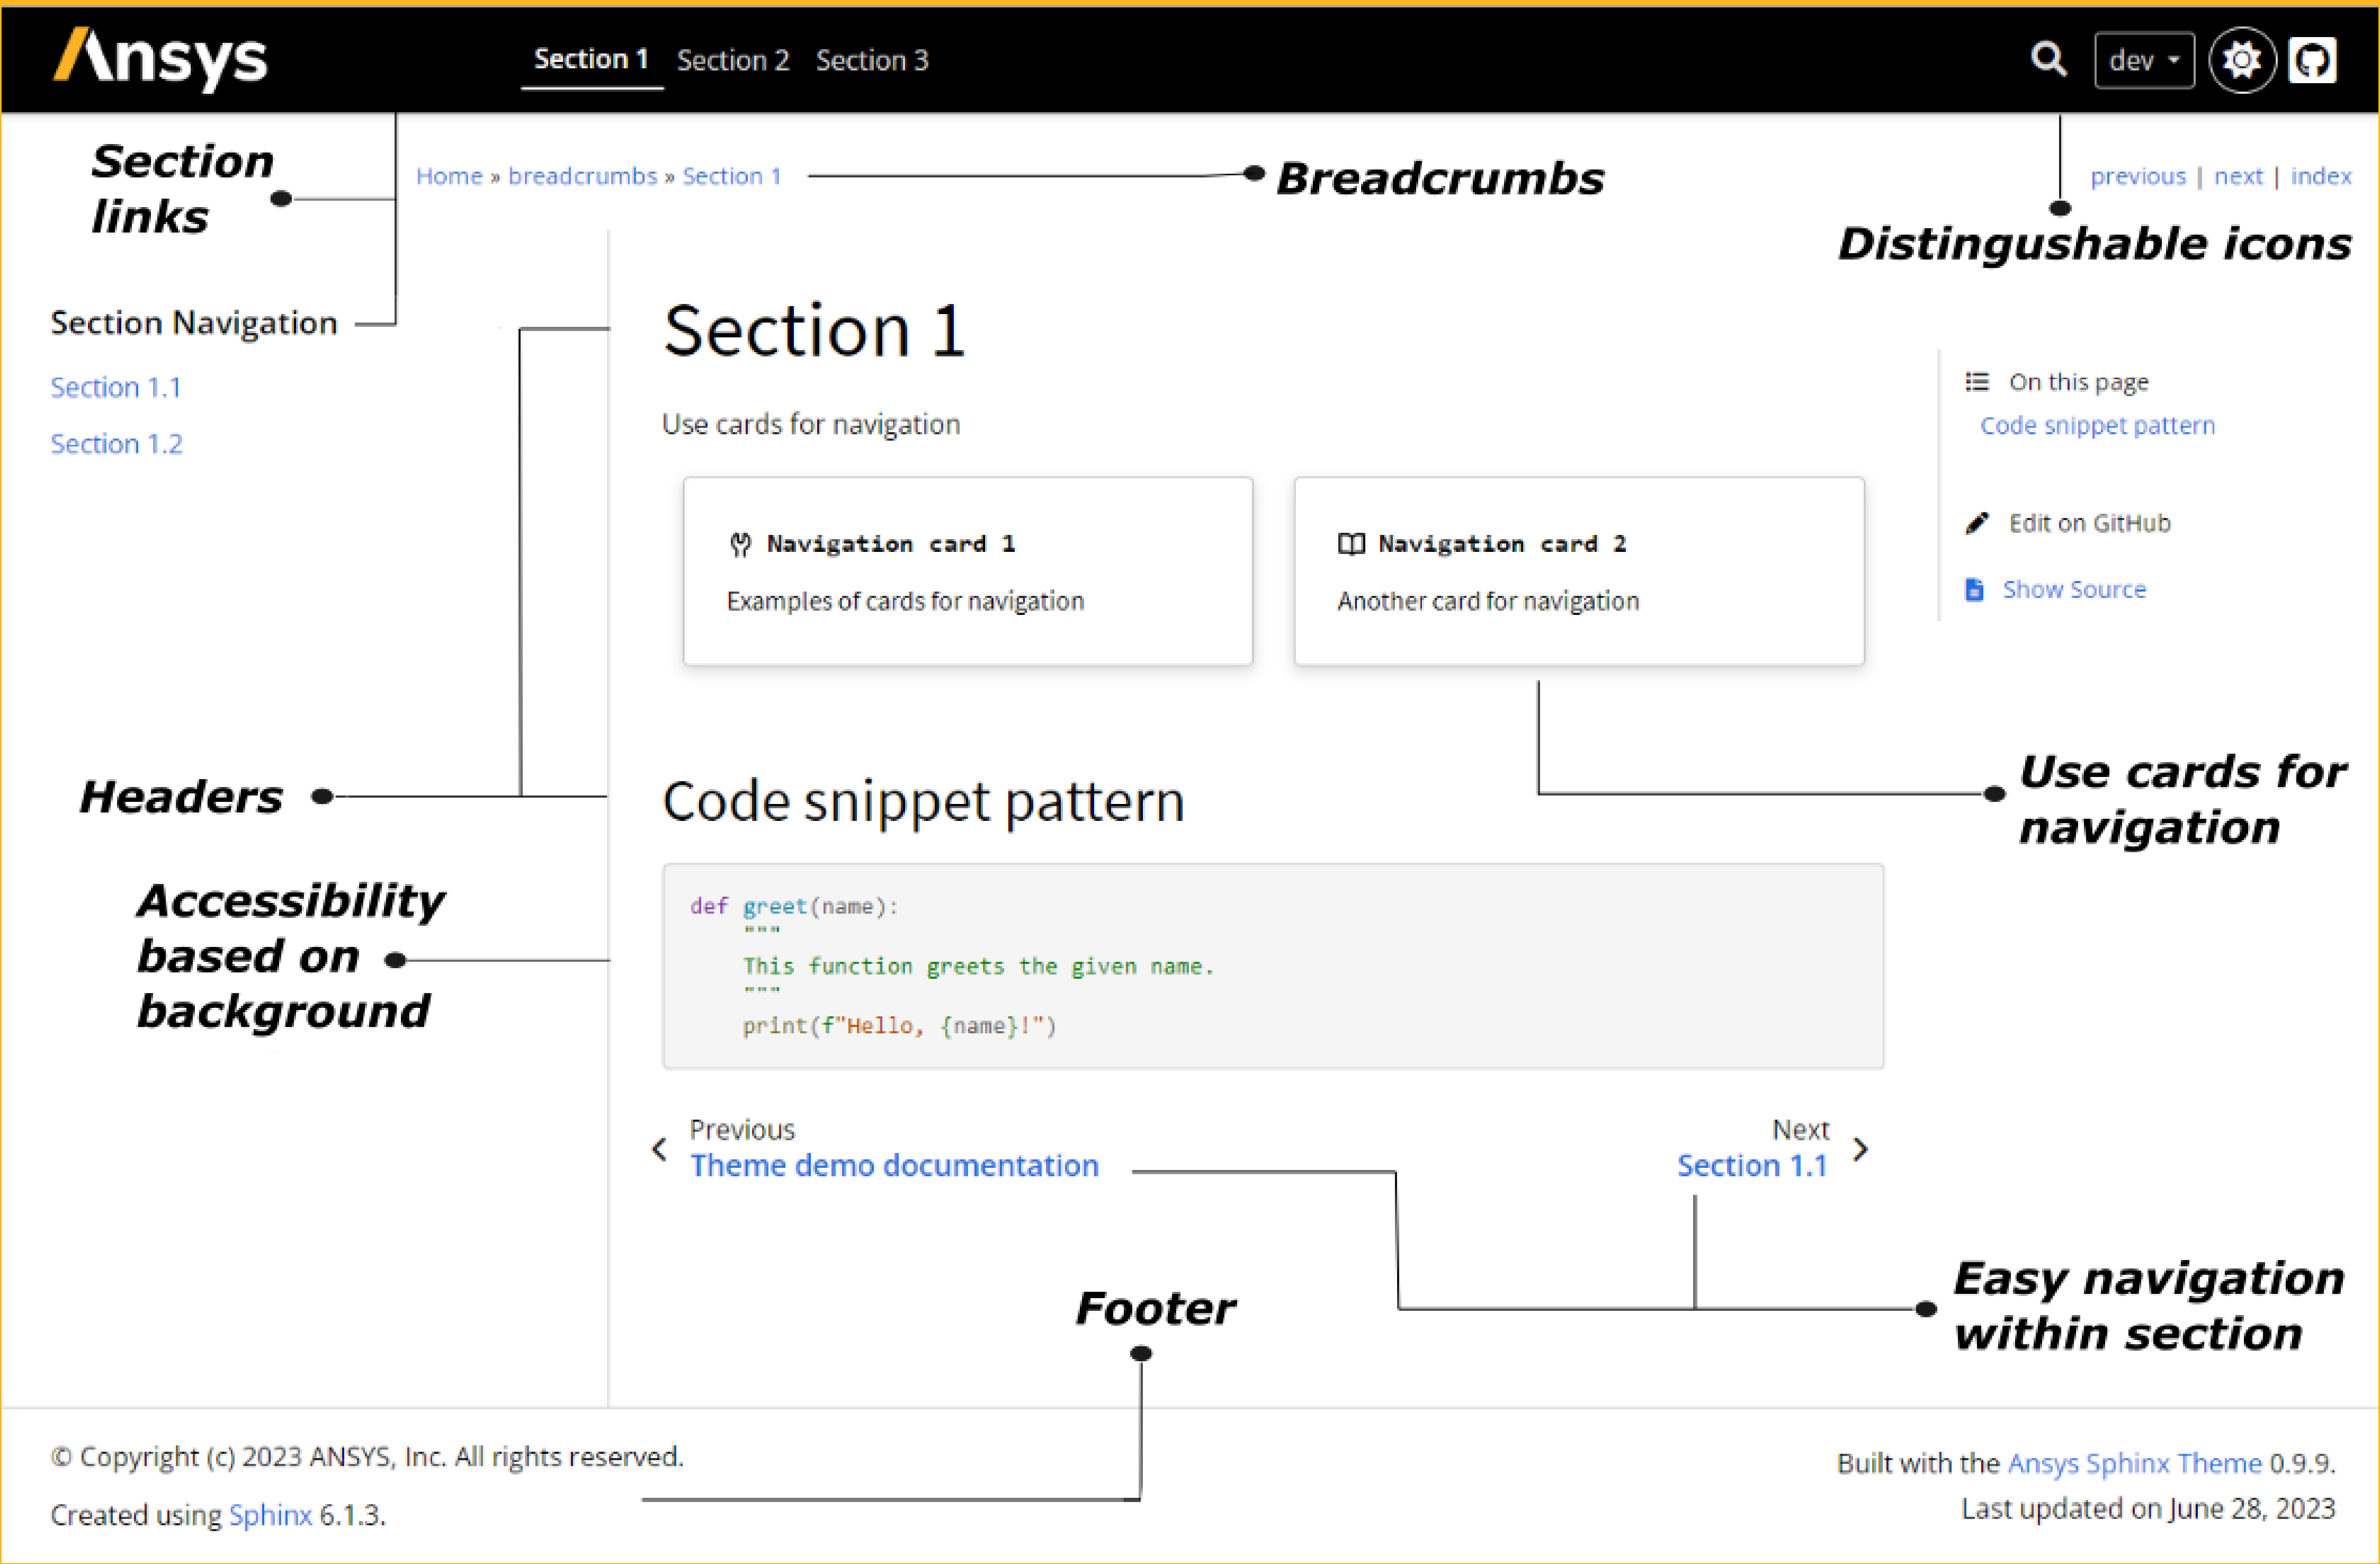 Ansys
Section 1 Section 2 Section 3
dev
Section
links
Home » breadcrumbs » Section 1
Breadcrumbs
previous | next | index
Distingushable icons
Section Navigation
Section 1.1
Section 1.2
Section 1
Use cards for navigation
Navigation card 1
Examples of cards for navigation
Navigation card 2
Another card for navigation
On this page
Code snippet pattern
Edit on GitHub
Show Source
Headers
Use cards for
navigation
Code snippet pattern
Accessibility
based on
background
def greet(name):
"""
This function greets the given name.
"""
print(f"Hello, {name}!")
Previous
Theme demo documentation
Next
Section 1.1
Easy navigation
within section
Footer
© Copyright (c) 2023 ANSYS, Inc. All rights reserved.
Created using Sphinx 6.1.3.
Built with the Ansys Sphinx Theme 0.9.9.
Last updated on June 28, 2023